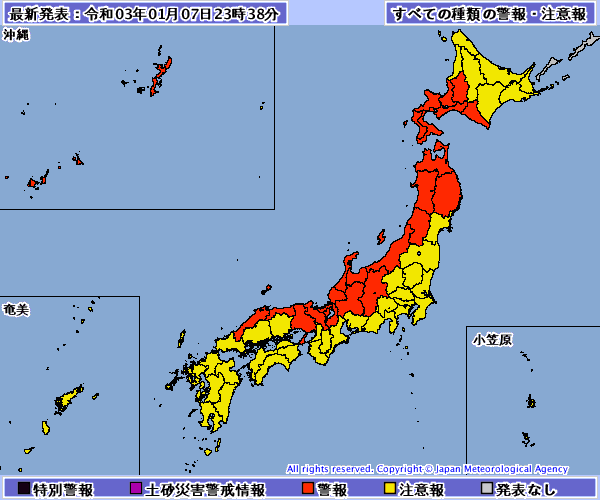 最新発表：令和03年01月07日23時38分
すべての種類の警報・注意報
沖縄
奄美
小笠原
All rights reserved. Copyright © Japan Meteorological Agency
特別警報
土砂災害警戒情報
警報
注意報
発表なし